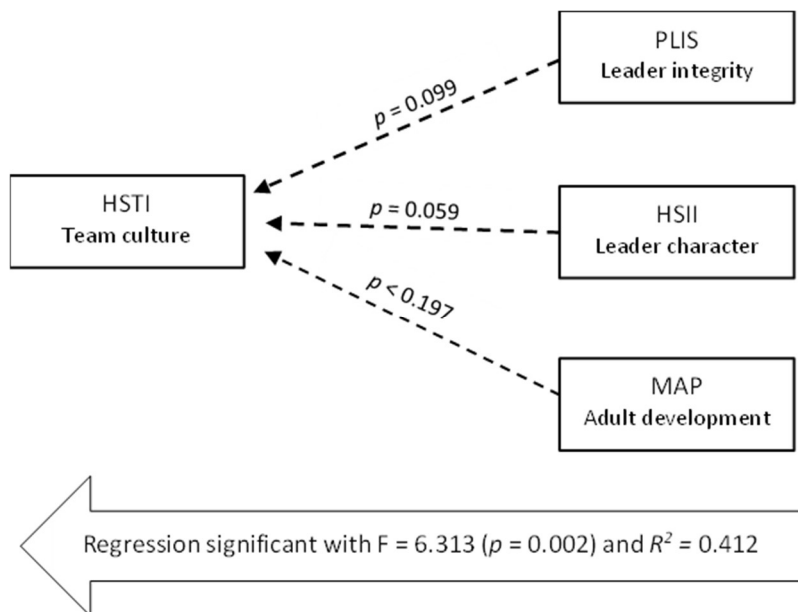 PLIS
Leader integrity
p = 0.099
HSTI
Team culture
p = 0.059
HSII
Leader character
p < 0.197
MAP
Adult development
Regression significant with F = 6.313 (p = 0.002) and R² = 0.412